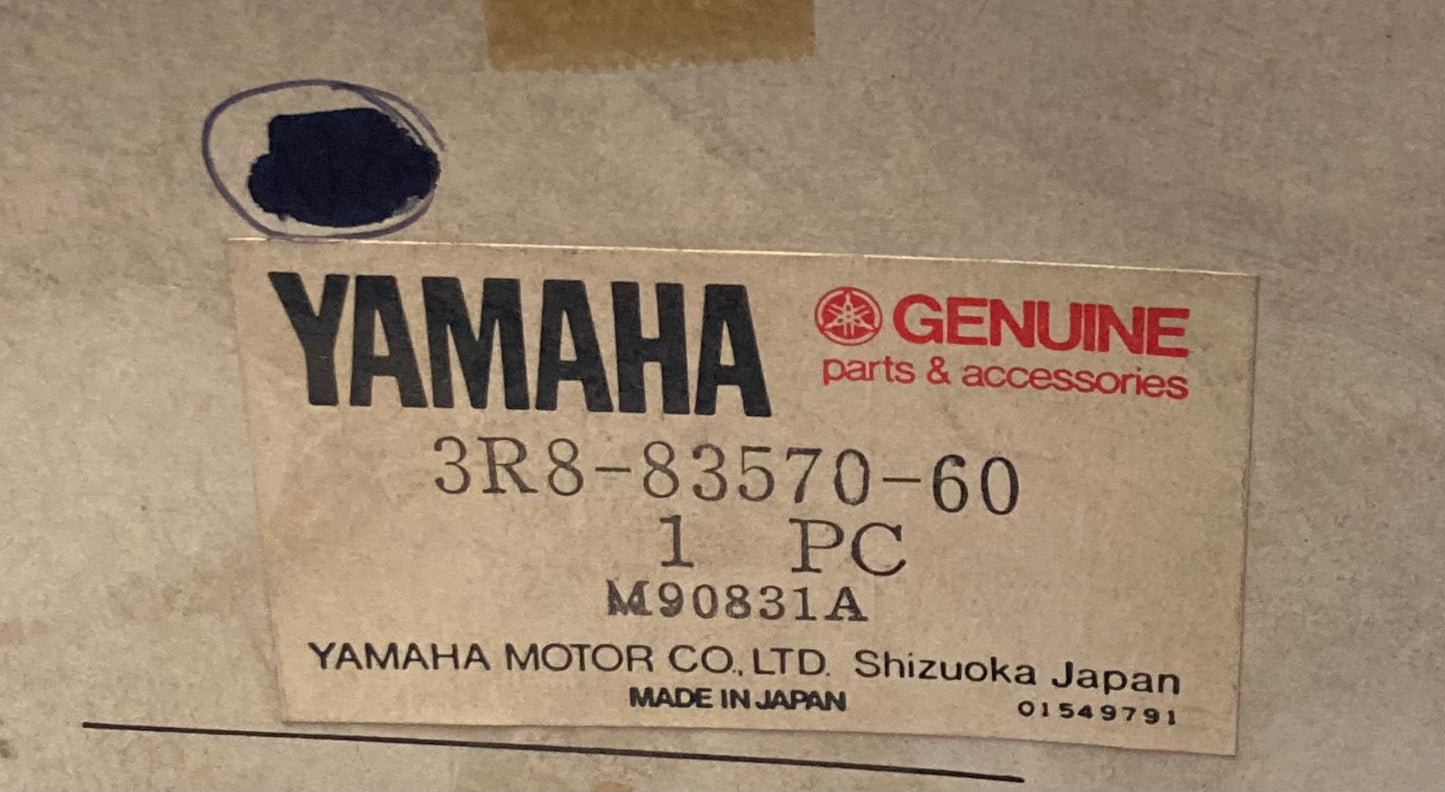 YAMAHA
GENUINE
parts & accessories
3R8-83570-60
1 PC
M90831A
YAMAHA MOTOR CO., LTD. Shizuoka Japan
MADE IN JAPAN
01549791